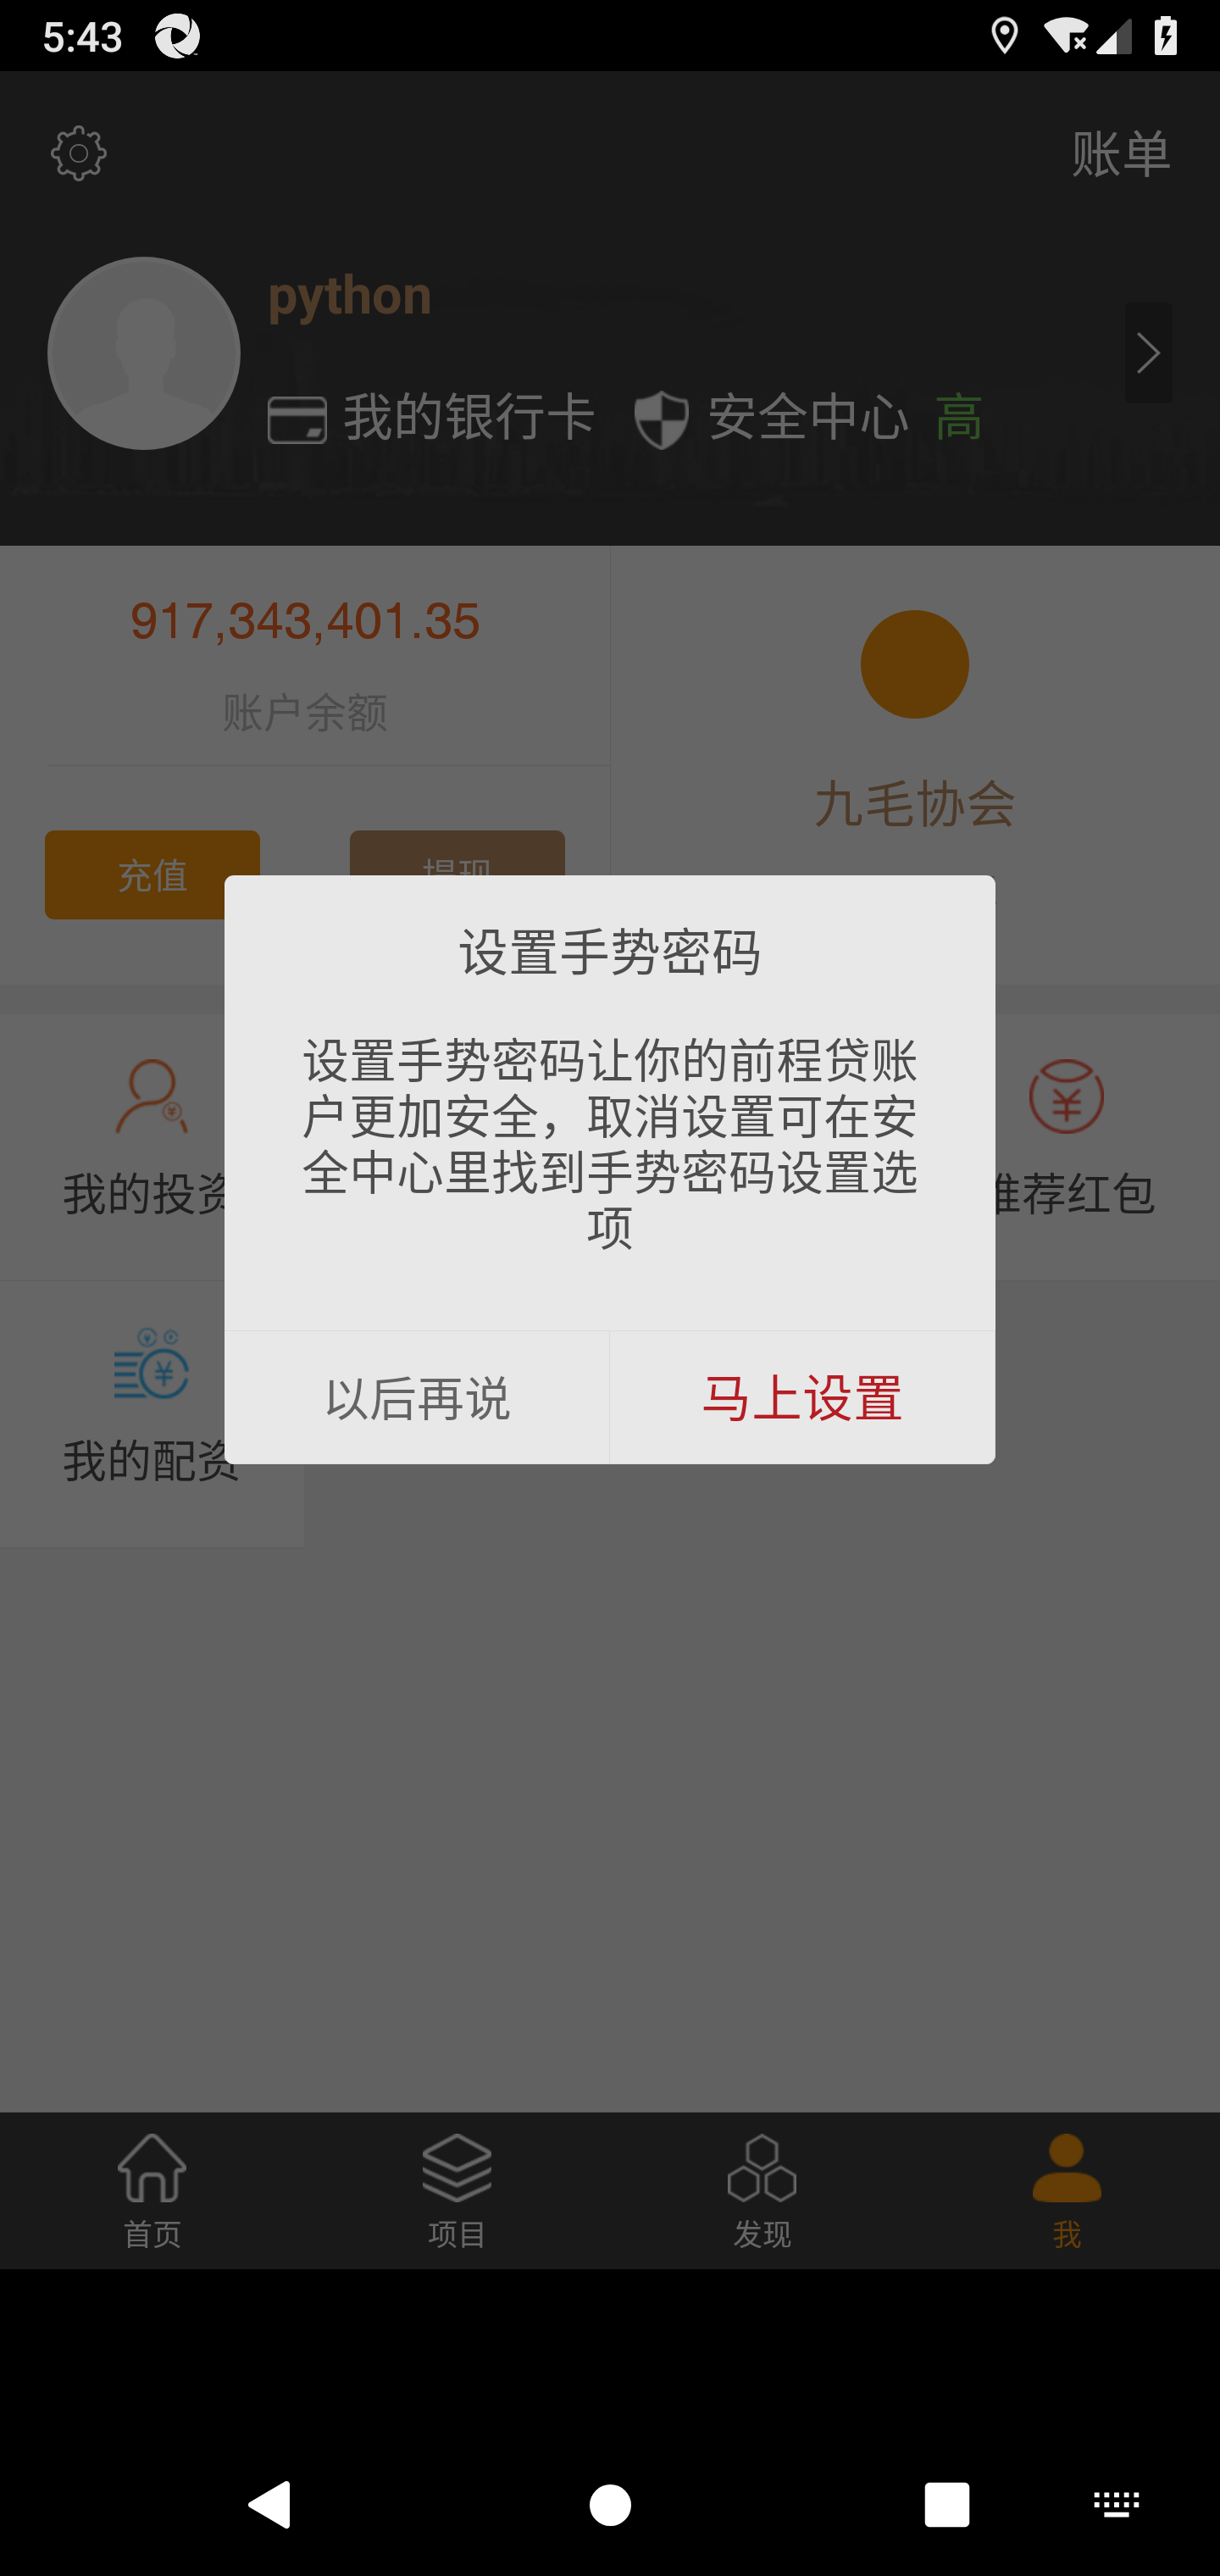 5:43
账单
python
我的银行卡 安全中心 高
917,343,401.35
账户余额
九毛协会
充值
设置手势密码
设置手势密码让你的前程贷账
户更加安全，取消设置可在安
全中心里找到手势密码设置选
项
我的投资
推荐红包
以后再说 马上设置
我的配资
首页 项目 发现 我